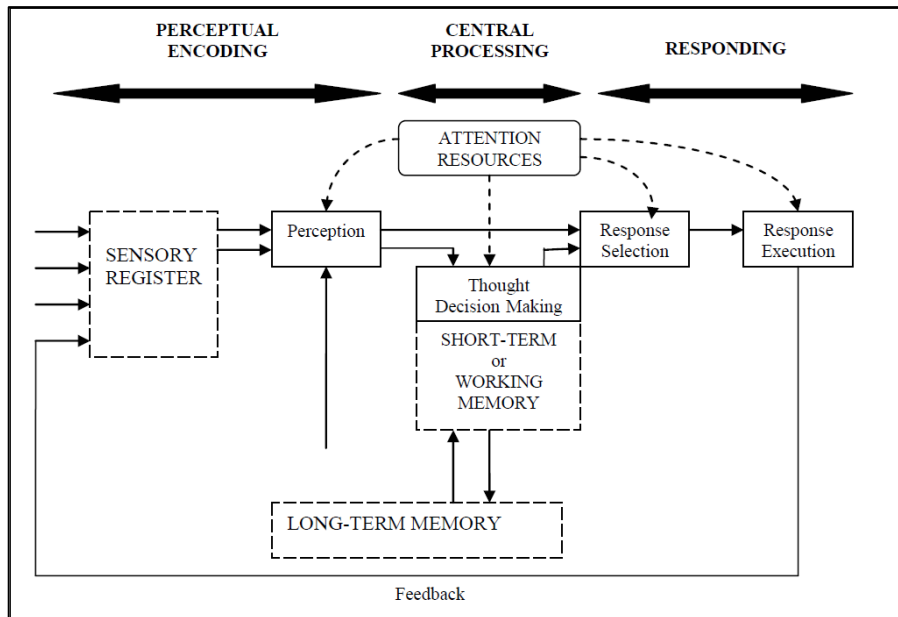 PERCEPTUAL
ENCODING
CENTRAL
PROCESSING
RESPONDING
ATTENTION
RESOURCES
SENSORY
REGISTER
Perception
Response
Selection
Response
Execution
Thought
Decision Making
SHORT-TERM
or
WORKING
MEMORY
LONG-TERM MEMORY
Feedback